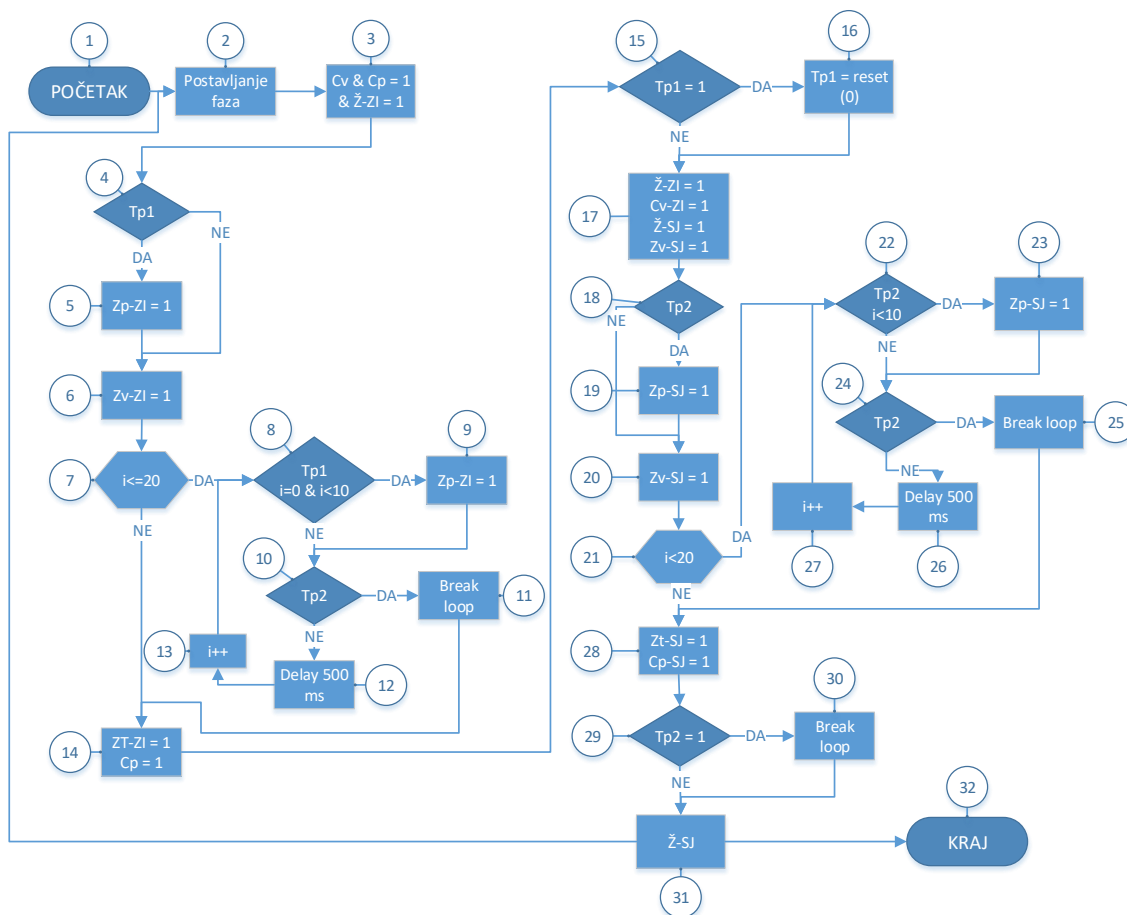 1
POČETAK
2
Postavljanje
faza
3
Cv & Cp = 1
& Ž-ZI = 1
4
Tp1
NE
DA
5
Zp-ZI = 1
6
Zv-ZI = 1
7
i<=20
DA
NE
8
Tp1
i=0 & i<10
DA
NE
9
Zp-ZI = 1
10
Tp2
DA
NE
11
Break
loop
12
Delay 500
ms
13
i++
14
ZT-ZI = 1
Cp = 1
15
Tp1 = 1
DA
NE
16
Tp1 = reset
(0)
17
Ž-ZI = 1
Cv-ZI = 1
Ž-SJ = 1
Zv-SJ = 1
18
Tp2
NE
DA
19
Zp-SJ = 1
20
Zv-SJ = 1
21
i<20
DA
NE
22
Tp2
i<10
DA
NE
23
Zp-SJ = 1
24
Tp2
DA
NE
25
Break loop
26
Delay 500
ms
27
i++
28
Zt-SJ = 1
Cp-SJ = 1
29
Tp2 = 1
DA
NE
30
Break
loop
31
Ž-SJ
32
KRAJ